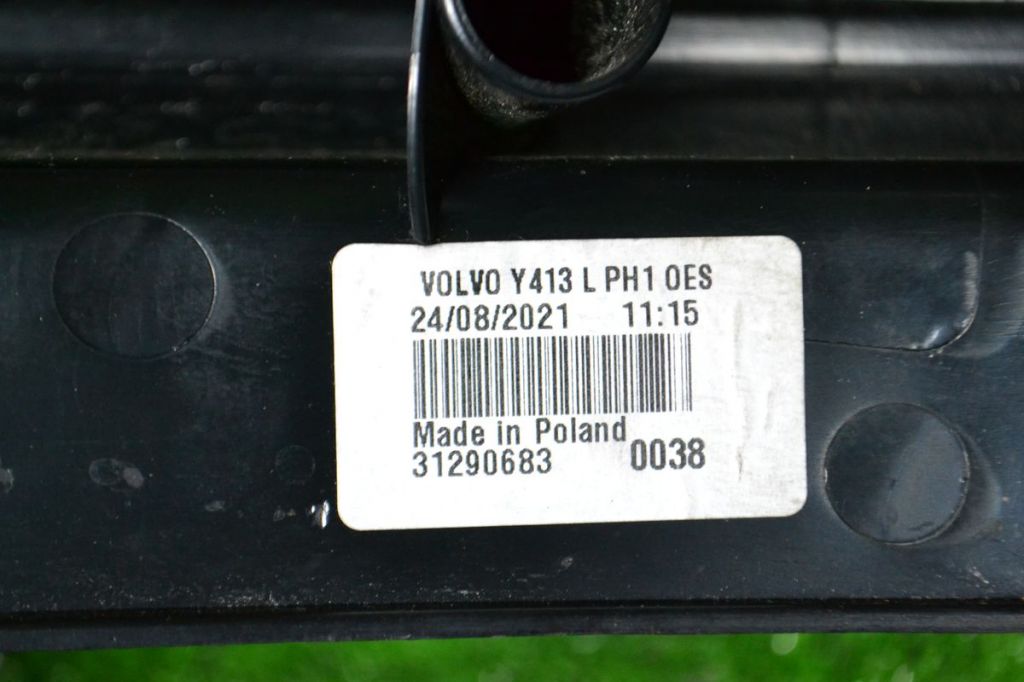 VOLVO Y413 L PH1 OES
24/08/2021 11:15
Made in Poland
31290683 0038